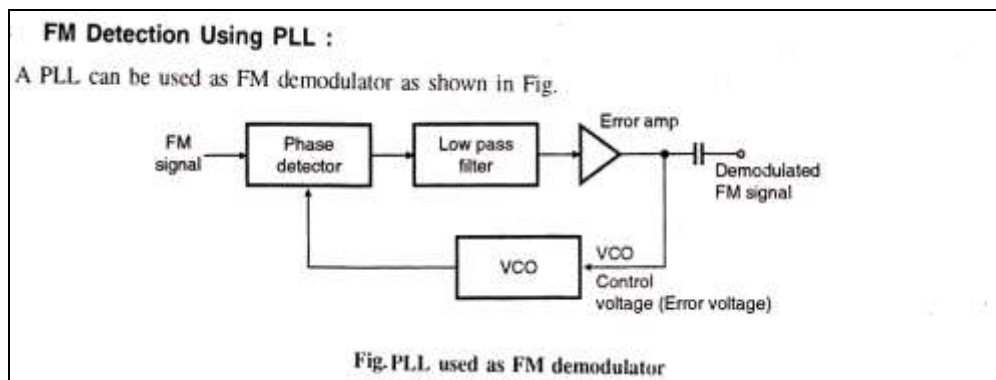 FM Detection Using PLL :
A PLL can be used as FM demodulator as shown in Fig.
Error amp
FM
signal
Phase
detector
Low pass
filter
Demodulated
FM signal
VCO
VCO
Control
voltage (Error voltage)
Fig. PLL used as FM demodulator